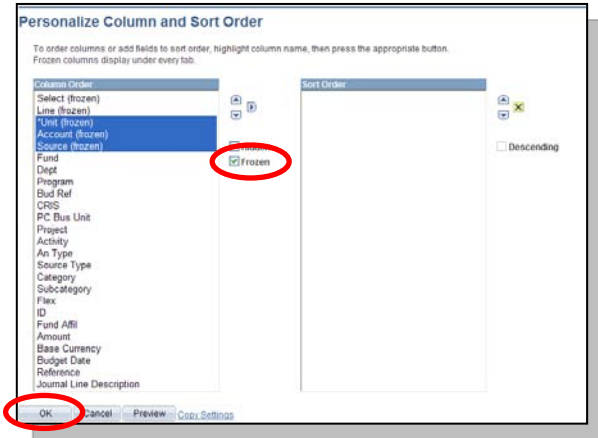 Personalize Column and Sort Order
To order columns or add fields to sort order, highlight column name, then press the appropriate button.
Frozen columns display under every tab.
Column Order
Select (frozen)
Line (frozen)
*Unit (frozen)
Account (frozen)
Source (frozen)
Fund
Dept
Program
Bud Ref
CRIS
PC Bus Unit
Project
Activity
An Type
Source Type
Category
Subcategory
Flex
ID
Fund Affil
Amount
Base Currency
Budget Date
Reference
Journal Line Description
Frozen
Sort Order
Descending
OK Cancel Preview Copy Settings